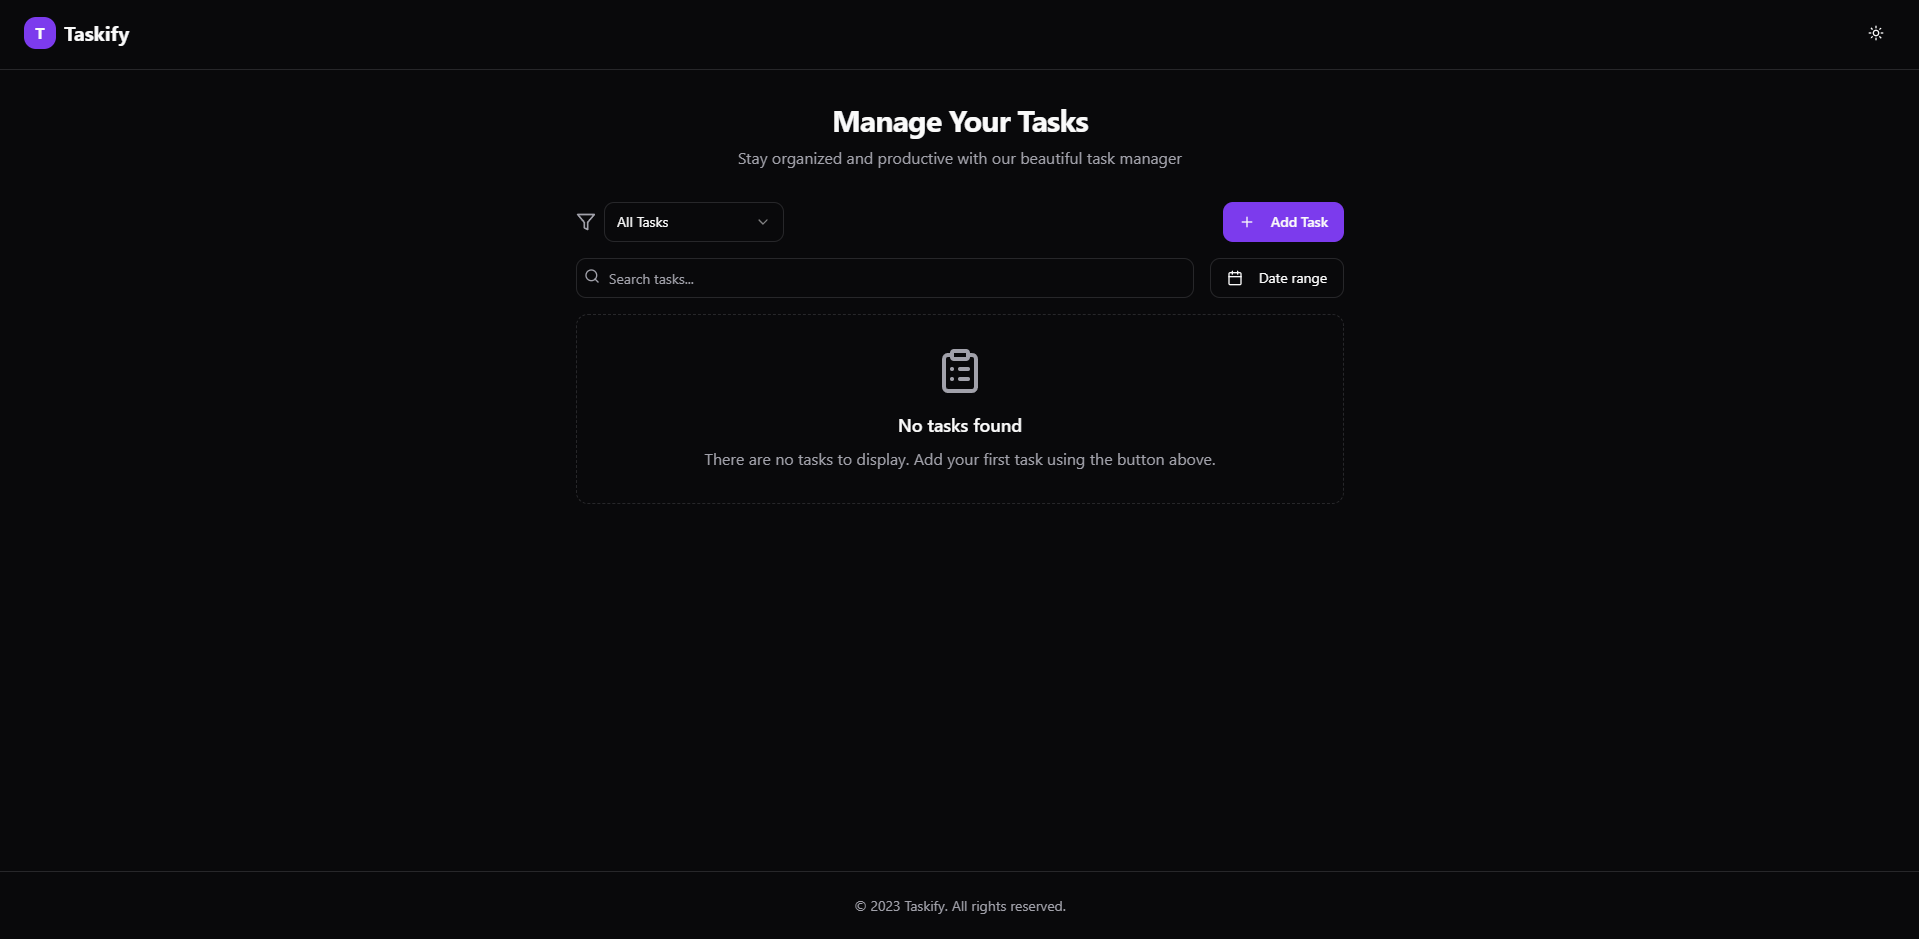 T Taskify
Manage Your Tasks
Stay organized and productive with our beautiful task manager
All Tasks
Add Task
Search tasks...
Date range
No tasks found
There are no tasks to display. Add your first task using the button above.
© 2023 Taskify. All rights reserved.